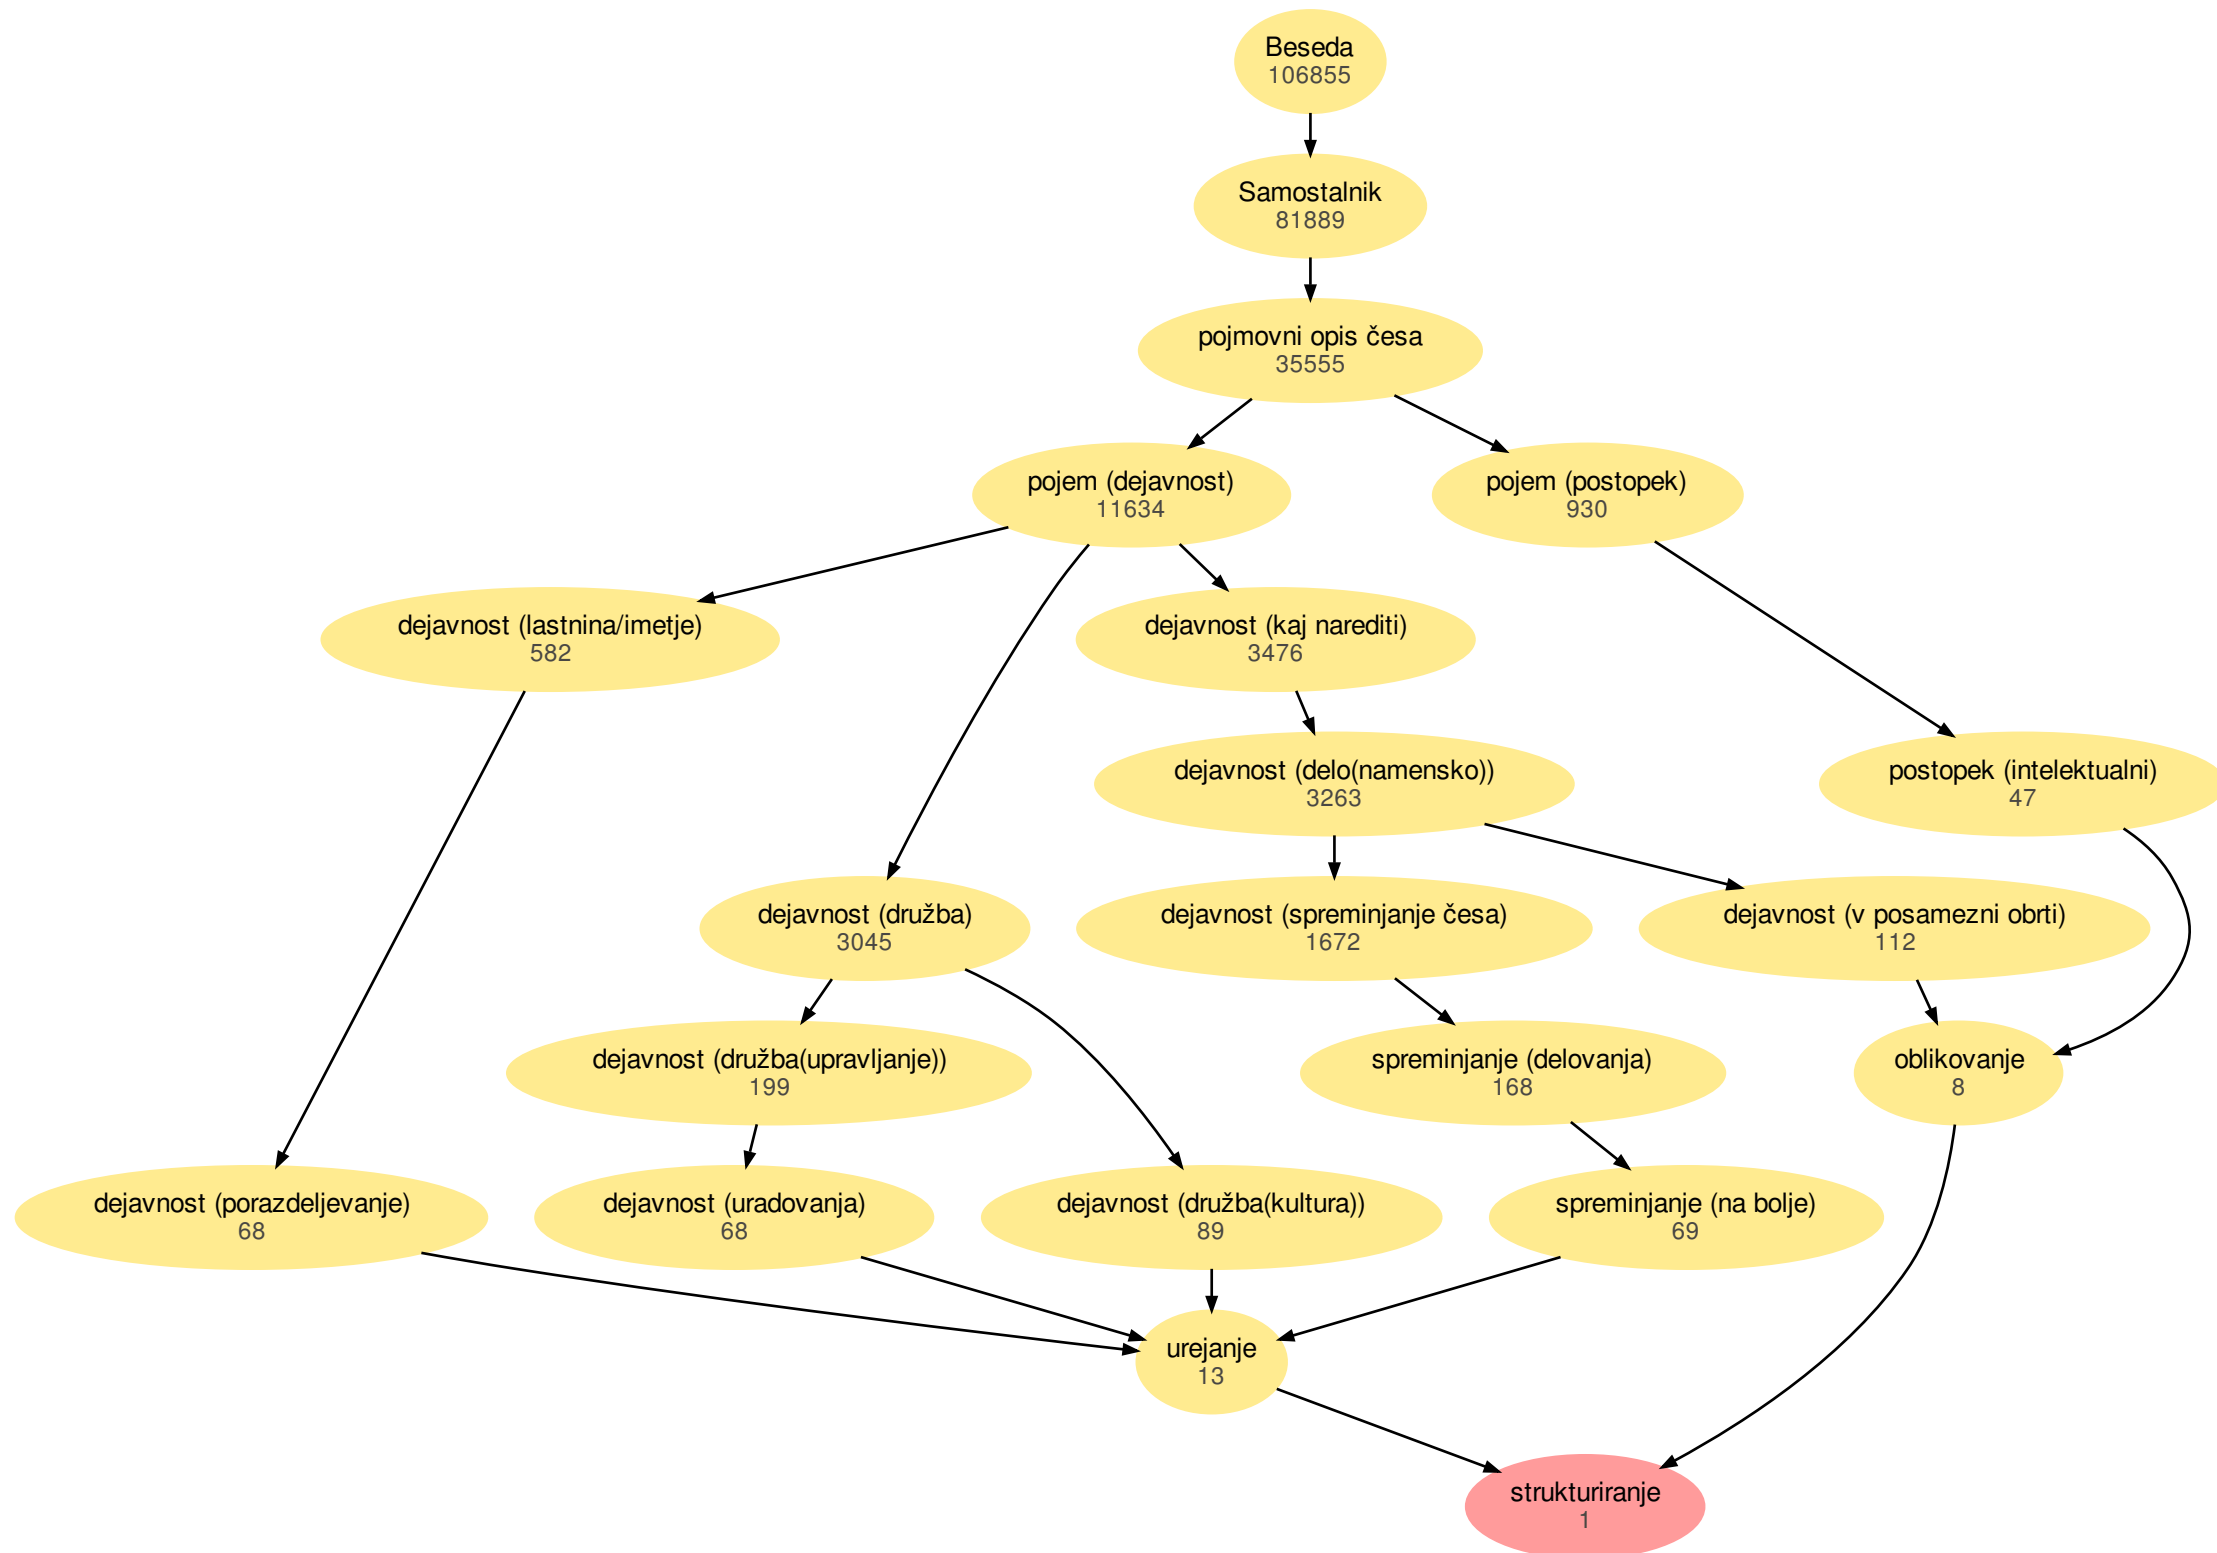 Beseda
106855
Samostalnik
81889
pojmovni opis česa
35555
pojem (dejavnost)
11634
pojem (postopek)
930
dejavnost (lastnina/imetje)
582
dejavnost (kaj narediti)
3476
dejavnost (delo(namensko))
3263
postopek (intelektualni)
47
dejavnost (družba)
3045
dejavnost (spreminjanje česa)
1672
dejavnost (v posamezni obrti)
112
dejavnost (družba(upravljanje))
199
spreminjanje (delovanja)
168
oblikovanje
8
dejavnost (porazdeljevanje)
68
dejavnost (uradovanja)
68
dejavnost (družba(kultura))
89
spreminjanje (na bolje)
69
urejanje
13
strukturiranje
1